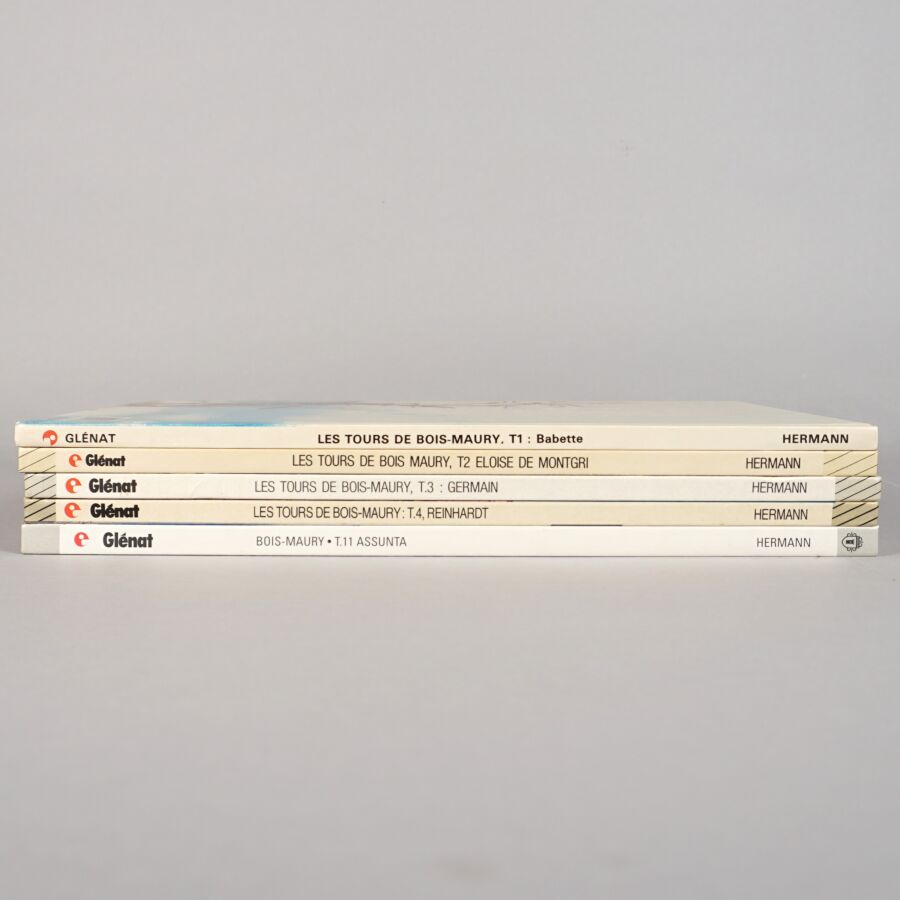 GLÉNAT LES TOURS DE BOIS-MAURY. T1 : Babette HERMANN
Glénat LES TOURS DE BOIS MAURY, T2 ELOISE DE MONTGRI HERMANN
Glénat LES TOURS DE BOIS-MAURY, T.3 : GERMAIN HERMANN
Glénat LES TOURS DE BOIS-MAURY: T.4, REINHARDT HERMANN
Glénat BOIS-MAURY • T.11 ASSUNTA HERMANN